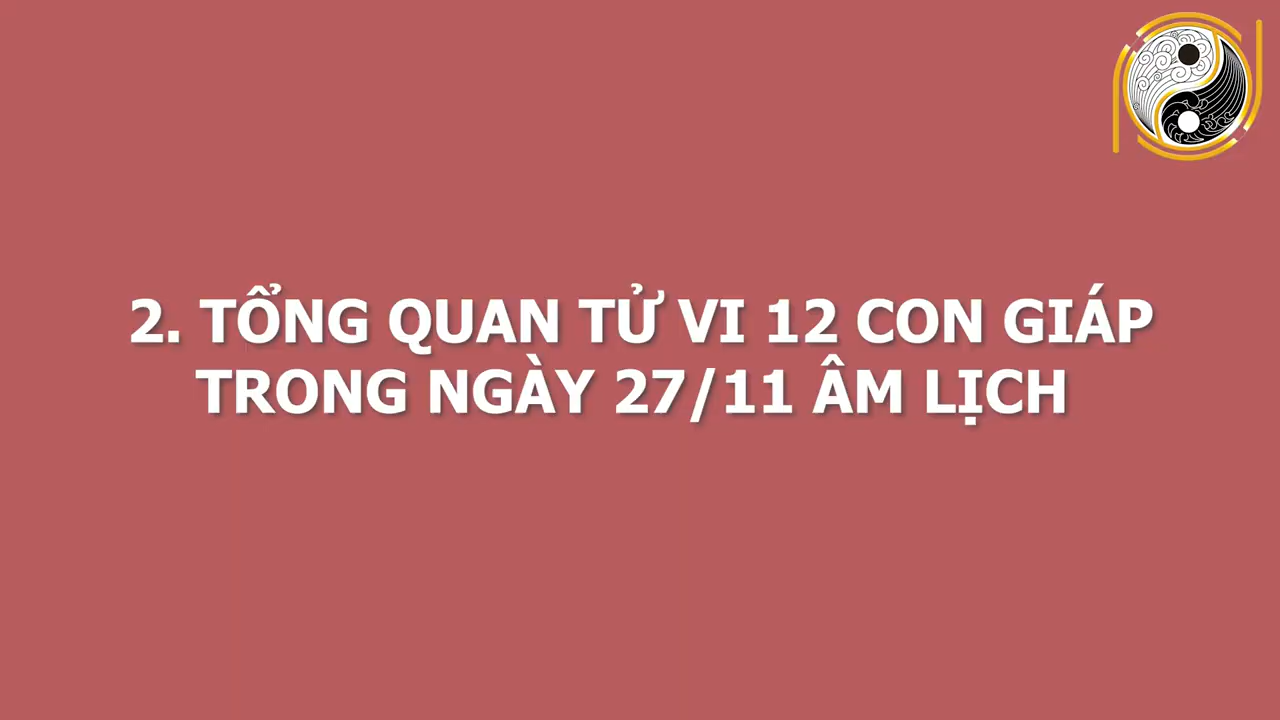 2. TỔNG QUAN TỬ VI 12 CON GIÁP
TRONG NGÀY 27/11 ÂM LỊCH